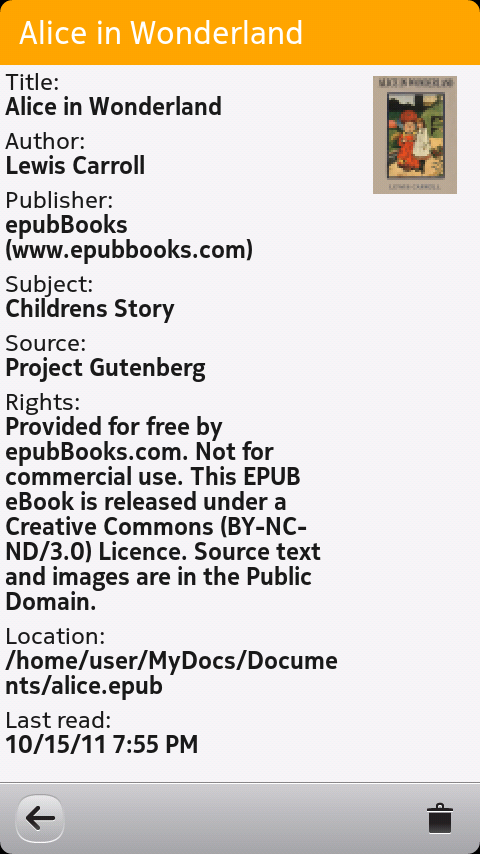 Alice in Wonderland
Title:
Alice in Wonderland
ALICE IN WONDERLAND
LEWIS CARROLL
Author:
Lewis Carroll
Publisher:
epubBooks
(www.epubbooks.com)
Subject:
Childrens Story
Source:
Project Gutenberg
Rights:
Provided for free by
epubBooks.com. Not for
commercial use. This EPUB
eBook is released under a
Creative Commons (BY-NC-
ND/3.0) Licence. Source text
and images are in the Public
Domain.
Location:
/home/user/MyDocs/Docume
nts/alice.epub
Last read:
10/15/11 7:55 PM